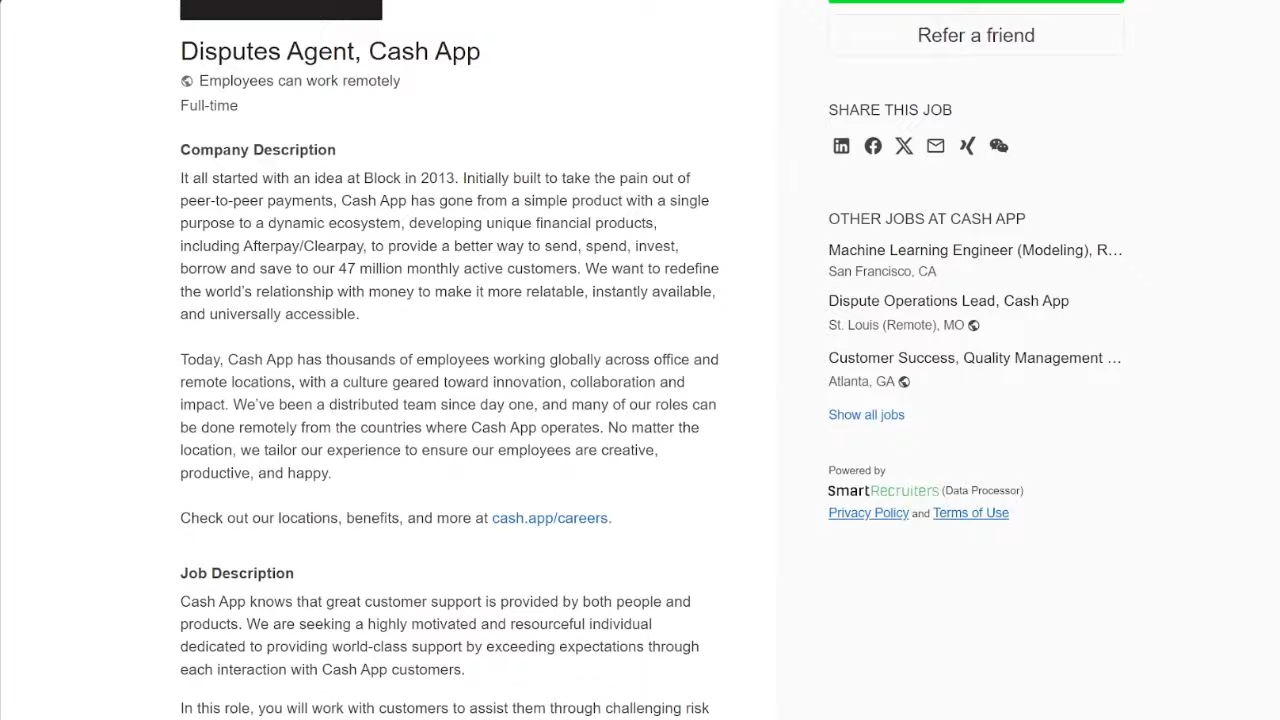 Disputes Agent, Cash App
Employees can work remotely
Full-time
Company Description
It all started with an idea at Block in 2013. Initially built to take the pain out of
peer-to-peer payments, Cash App has gone from a simple product with a single
purpose to a dynamic ecosystem, developing unique financial products,
including Afterpay/Clearpay, to provide a better way to send, spend, invest,
borrow and save to our 47 million monthly active customers. We want to redefine
the world’s relationship with money to make it more relatable, instantly available,
and universally accessible.
Today, Cash App has thousands of employees working globally across office and
remote locations, with a culture geared toward innovation, collaboration and
impact. We’ve been a distributed team since day one, and many of our roles can
be done remotely from the countries where Cash App operates. No matter the
location, we tailor our experience to ensure our employees are creative,
productive, and happy.
Check out our locations, benefits, and more at cash.app/careers.
Job Description
Cash App knows that great customer support is provided by both people and
products. We are seeking a highly motivated and resourceful individual
dedicated to providing world-class support by exceeding expectations through
each interaction with Cash App customers.
In this role, you will work with customers to assist them through challenging risk
Refer a friend
SHARE THIS JOB
OTHER JOBS AT CASH APP
Machine Learning Engineer (Modeling), R…
San Francisco, CA
Dispute Operations Lead, Cash App
St. Louis (Remote), MO
Customer Success, Quality Management …
Atlanta, GA
Show all jobs
Powered by
SmartRecruiters (Data Processor)
Privacy Policy and Terms of Use